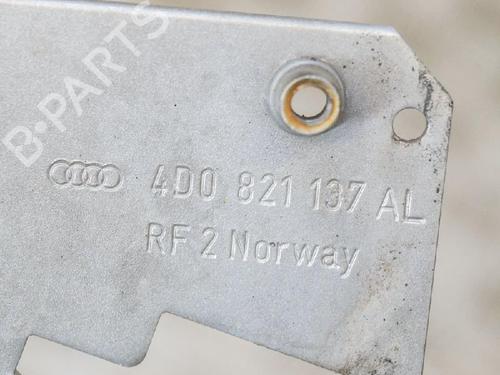 B-PARTS
4D0 821 137 AL
RF 2 Norway